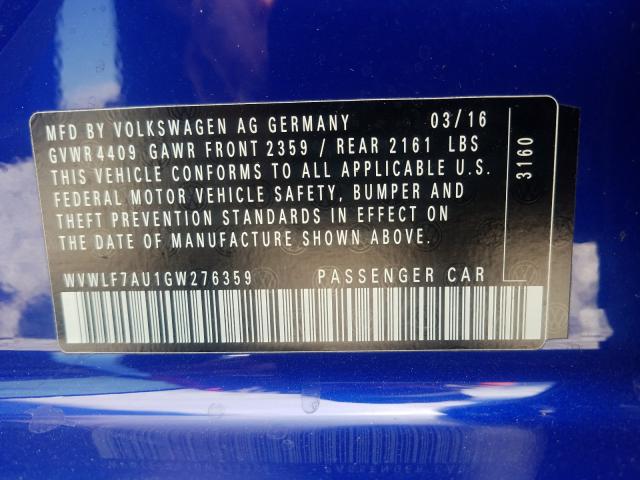 MFD BY VOLKSWAGEN AG GERMANY 03/16
GVWR 4409 GAWR FRONT 2359 / REAR 2161 LBS
THIS VEHICLE CONFORMS TO ALL APPLICABLE U.S.
FEDERAL MOTOR VEHICLE SAFETY, BUMPER AND
THEFT PREVENTION STANDARDS IN EFFECT ON
THE DATE OF MANUFACTURE SHOWN ABOVE.
WVWLF7AU1GW276359 PASSENGER CAR
3160